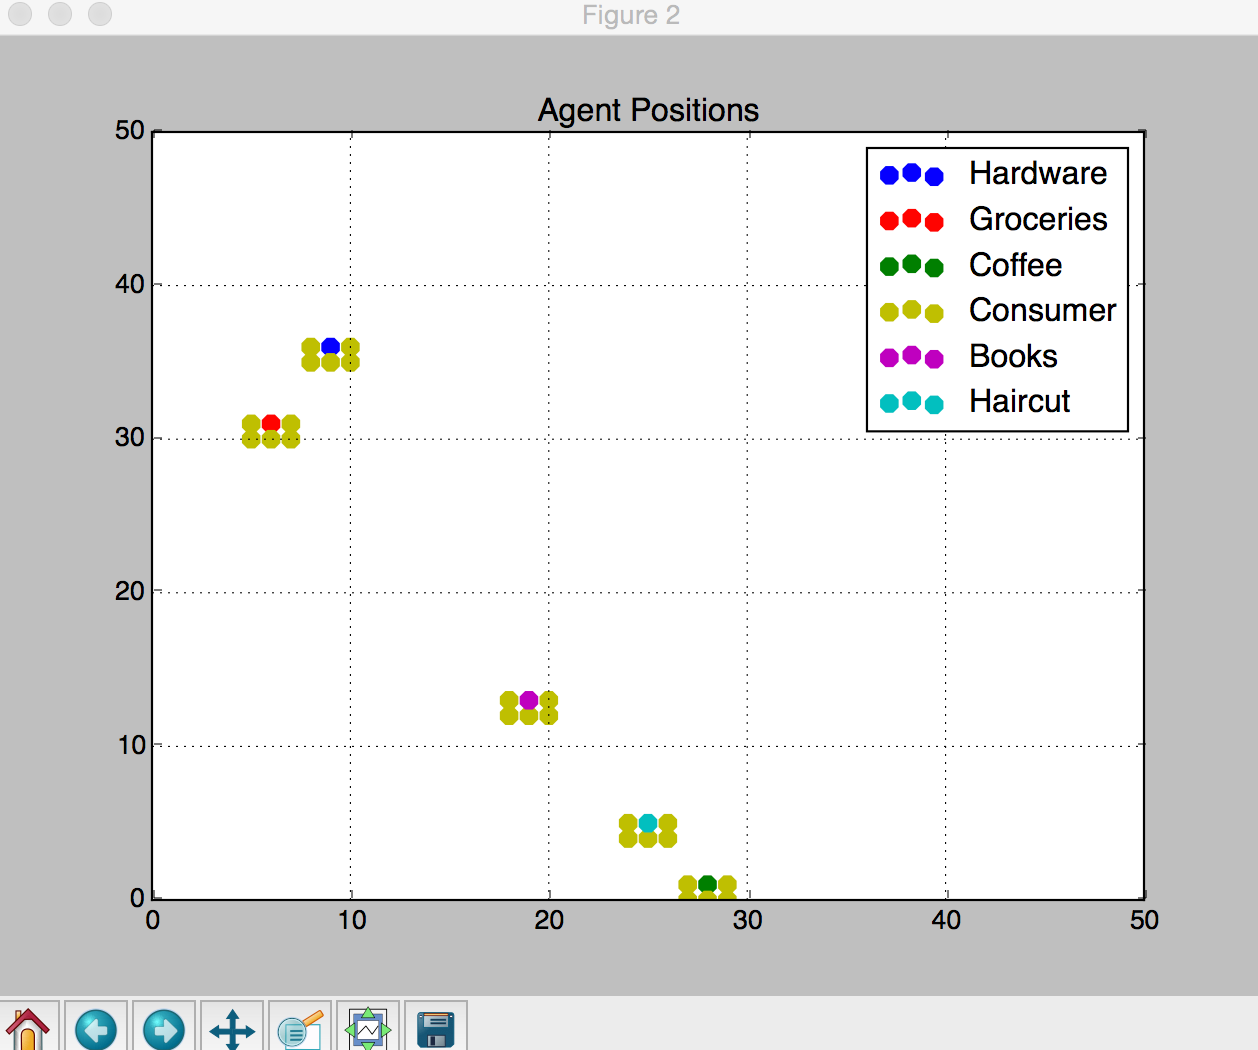 Figure 2
Agent Positions
50
Hardware
Groceries
Coffee
Consumer
Books
Haircut
40
30
20
10
0
0 10 20 30 40 50